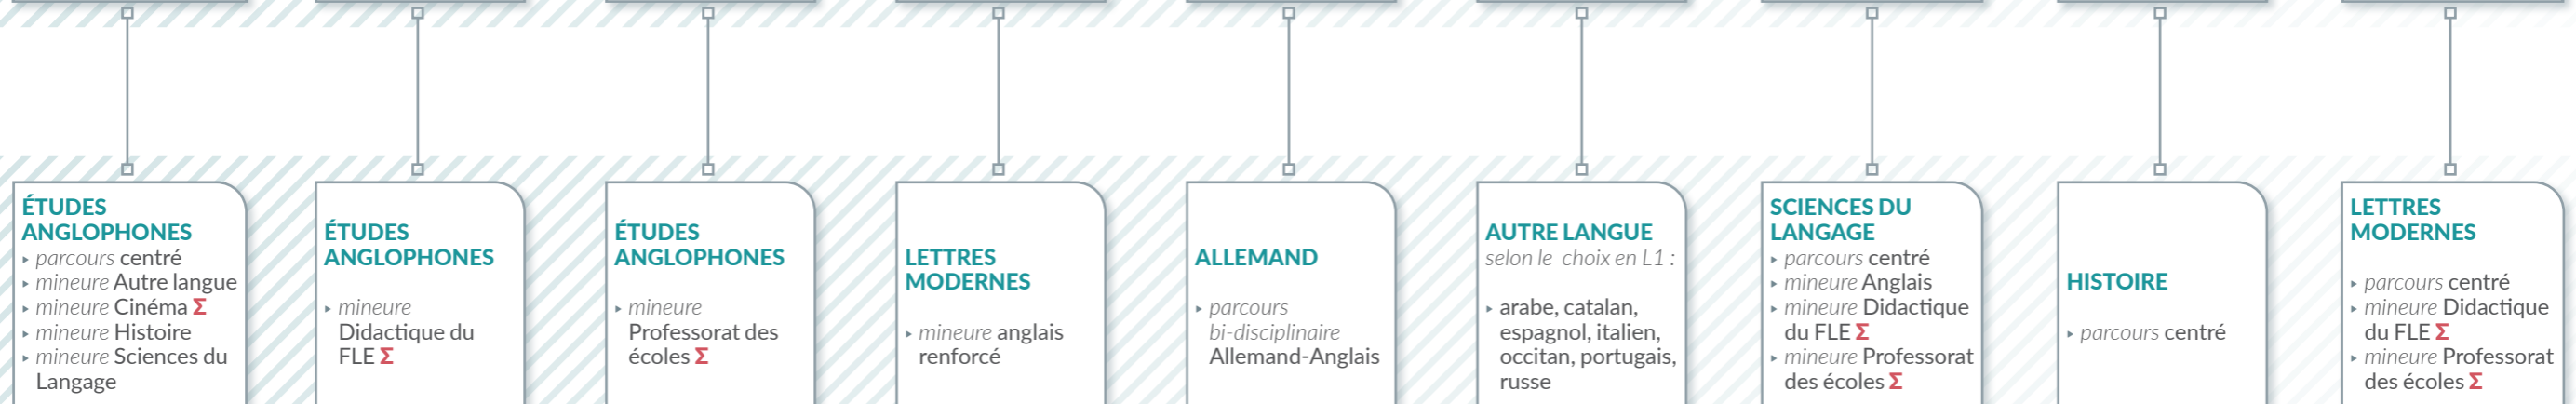 ÉTUDES
ANGLOPHONES
‣ parcours centré
‣ mineure Autre langue
‣ mineure Cinéma Σ
‣ mineure Histoire
‣ mineure Sciences du
Langage
ÉTUDES
ANGLOPHONES
‣ mineure
Didactique du
FLE Σ
ÉTUDES
ANGLOPHONES
‣ mineure
Professorat des
écoles Σ
LETTRES
MODERNES
‣ mineure anglais
renforcé
ALLEMAND
‣ parcours
bi-disciplinaire
Allemand-Anglais
AUTRE LANGUE
selon le choix en L1 :
‣ arabe, catalan,
espagnol, italien,
occitan, portugais,
russe
SCIENCES DU
LANGAGE
‣ parcours centré
‣ mineure Anglais
‣ mineure Didactique
du FLE Σ
‣ mineure Professorat
des écoles Σ
HISTOIRE
‣ parcours centré
LETTRES
MODERNES
‣ parcours centré
‣ mineure Didactique
du FLE Σ
‣ mineure Professorat
des écoles Σ